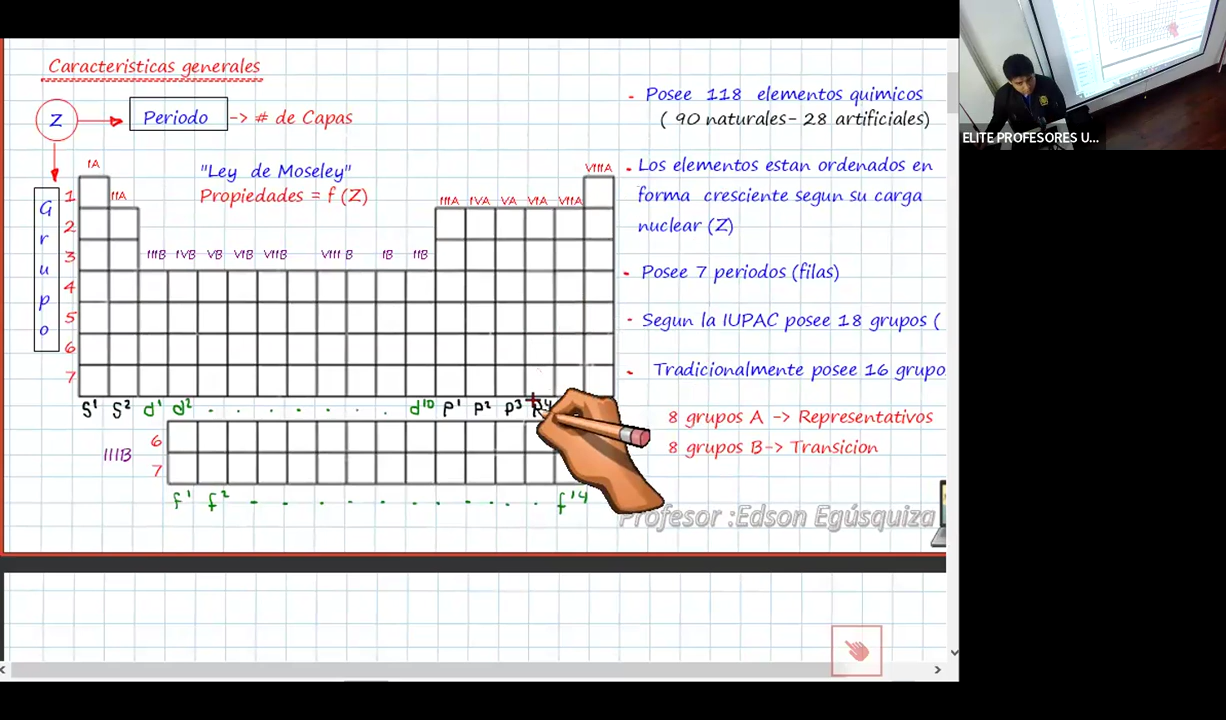 Caracteristicas generales
Z
Periodo -> # de Capas
"Ley de Moseley"
Propiedades = f (Z)
Grupo
IA
IIA
IIIB IVB VB VIB VIIB VIII B IB IIB
IIIA IVA VA VIA VIIA
VIIIA
1
2
3
4
5
6
7
S¹ S² d¹ d² . . . . . . . d¹⁰ P¹ P² P³
IIIB
6
7
f¹ f² - - - . . . . . . . . f¹⁴
- Posee 118 elementos quimicos
( 90 naturales- 28 artificiales)
- Los elementos estan ordenados en
forma cresciente segun su carga
nuclear (Z)
- Posee 7 periodos (filas)
- Segun la IUPAC posee 18 grupos (
- Tradicionalmente posee 16 grupo
8 grupos A -> Representativos
8 grupos B-> Transicion
Profesor :Edson Egúsquiza
ELITE PROFESORES U...